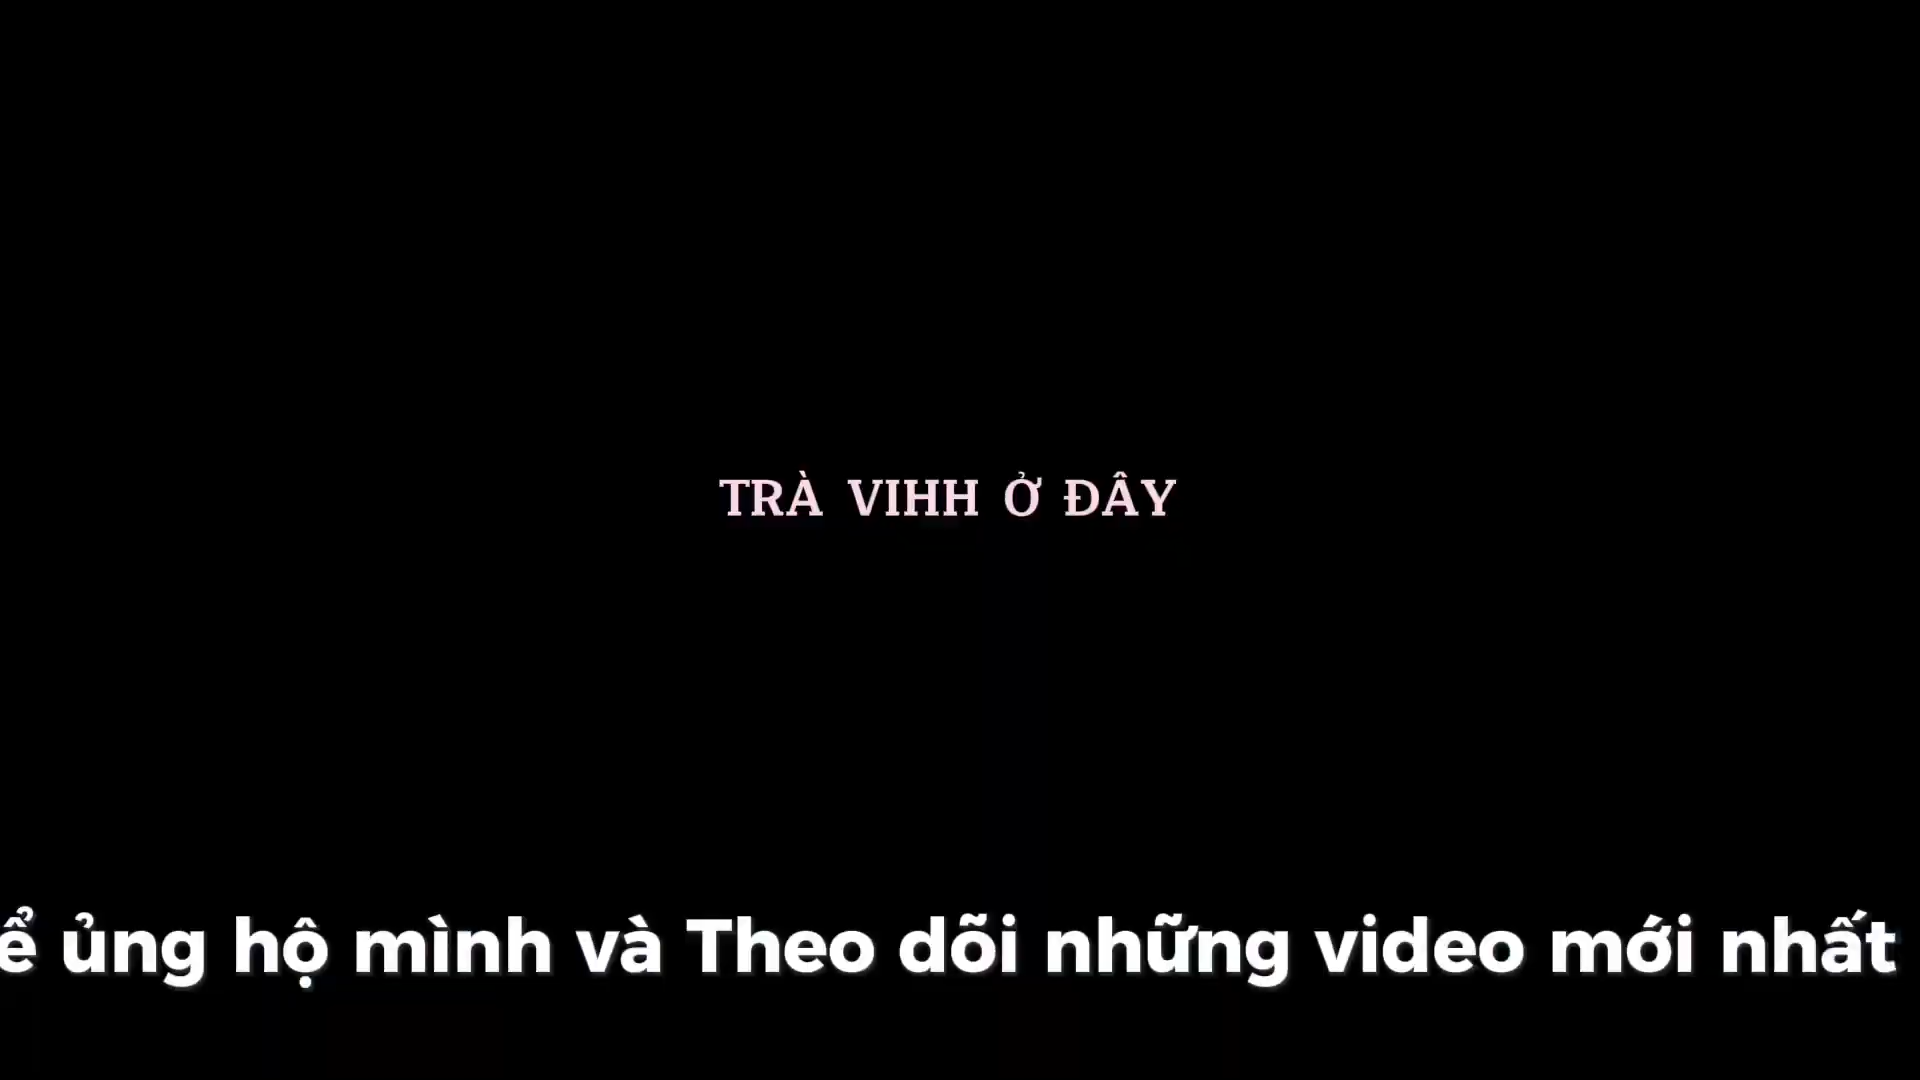 TRÀ VIHH Ở ĐÂY
ể ủng hộ mình và Theo dõi những video mới nhất